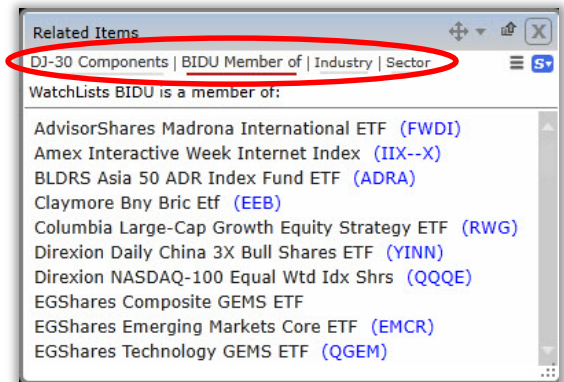 Related Items
X
DJ-30 Components | BIDU Member of | Industry | Sector
S
WatchLists BIDU is a member of:
AdvisorShares Madrona International ETF (FWDI)
Amex Interactive Week Internet Index (IIX--X)
BLDRS Asia 50 ADR Index Fund ETF (ADRA)
Claymore Bny Bric Etf (EEB)
Columbia Large-Cap Growth Equity Strategy ETF (RWG)
Direxion Daily China 3X Bull Shares ETF (YINN)
Direxion NASDAQ-100 Equal Wtd Idx Shrs (QQQE)
EGShares Composite GEMS ETF
EGShares Emerging Markets Core ETF (EMCR)
EGShares Technology GEMS ETF (QGEM)